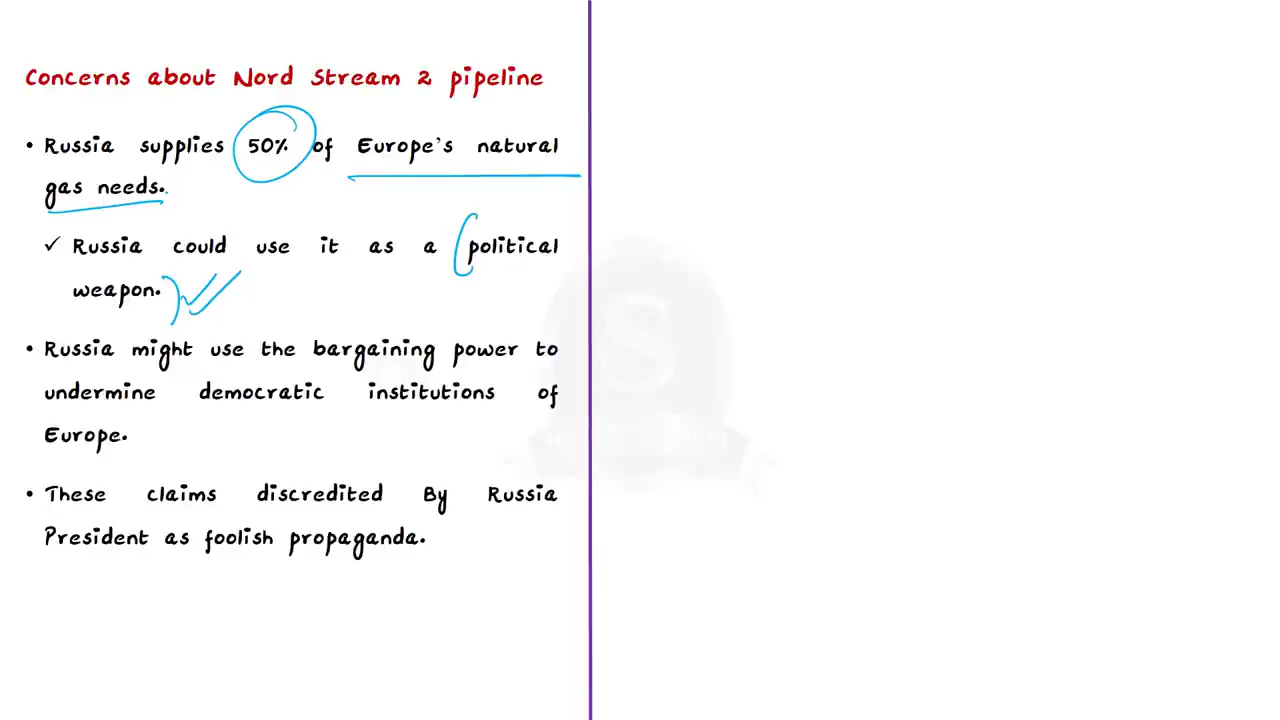 Concerns about Nord Stream 2 pipeline
• Russia supplies 50% of Europe's natural
gas needs.
✓ Russia could use it as a political
weapon.
• Russia might use the bargaining power to
undermine democratic institutions of
Europe.
• These claims discredited By Russia
President as foolish propaganda.
S